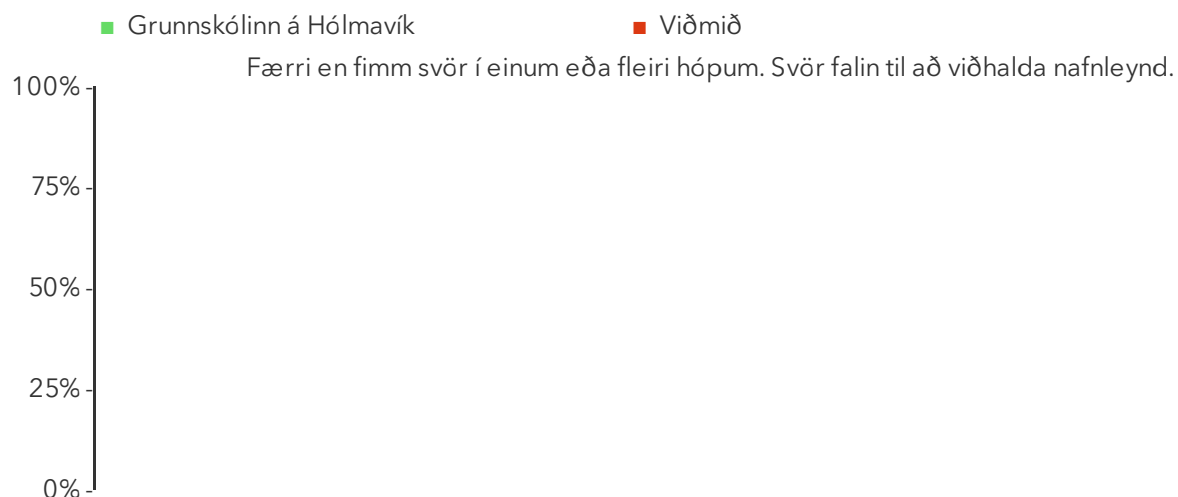 Grunnskólinn á Hólmavík
Viðmið
Færri en fimm svör í einum eða fleiri hópum. Svör falin til að viðhalda nafnleynd.
100%
75%
50%
25%
0%